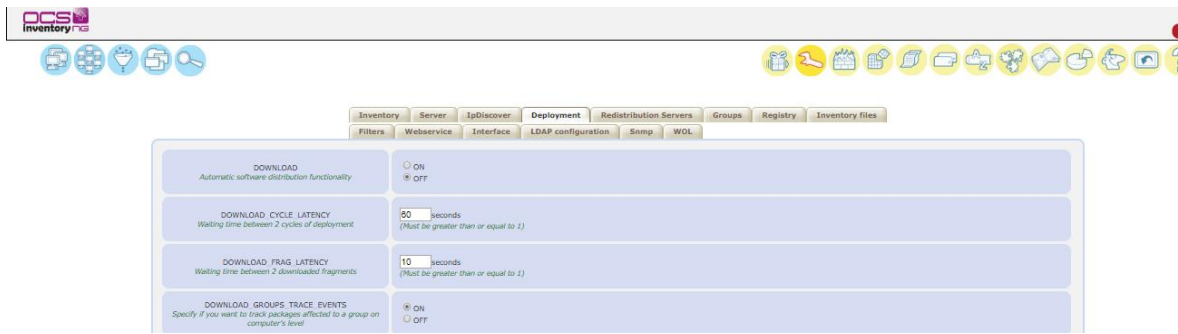 OCS
inventory NG
Inventory Server IpDiscover Deployment Redistribution Servers Groups Registry Inventory files
Filters Webservice Interface LDAP configuration Snmp WOL
DOWNLOAD
Automatic software distribution functionality
ON
OFF
DOWNLOAD_CYCLE_LATENCY
Waiting time between 2 cycles of deployment
60 seconds
(Must be greater than or equal to 1)
DOWNLOAD_FRAG_LATENCY
Waiting time between 2 downloaded fragments
10 seconds
(Must be greater than or equal to 1)
DOWNLOAD_GROUPS_TRACE_EVENTS
Specify if you want to track packages affected to a group on
computer's level
ON
OFF